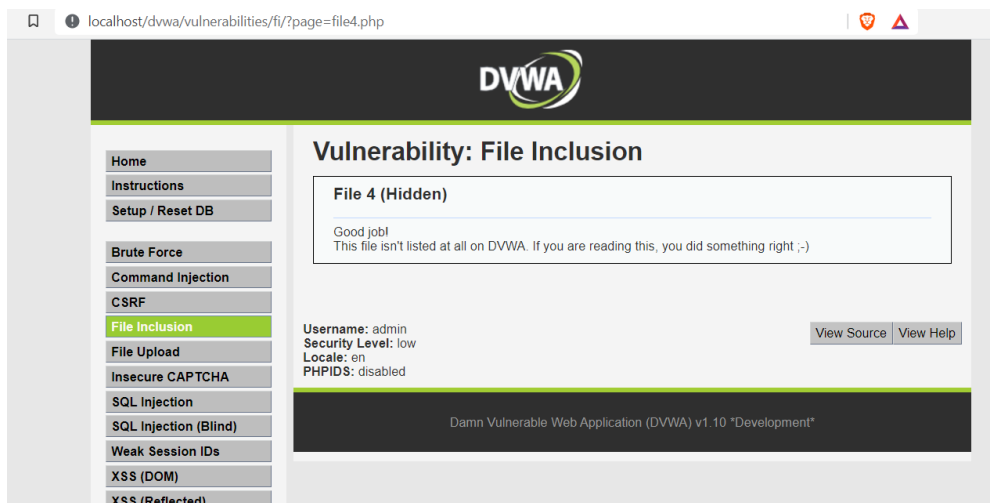 localhost/dvwa/vulnerabilities/fi/?page=file4.php
DVWA
Home
Instructions
Setup / Reset DB
Brute Force
Command Injection
CSRF
File Inclusion
File Upload
Insecure CAPTCHA
SQL Injection
SQL Injection (Blind)
Weak Session IDs
XSS (DOM)
XSS (Reflected)
Vulnerability: File Inclusion
File 4 (Hidden)
Good job!
This file isn't listed at all on DVWA. If you are reading this, you did something right ;-)
Username: admin
Security Level: low
Locale: en
PHPIDS: disabled
View Source View Help
Damn Vulnerable Web Application (DVWA) v1.10 *Development*